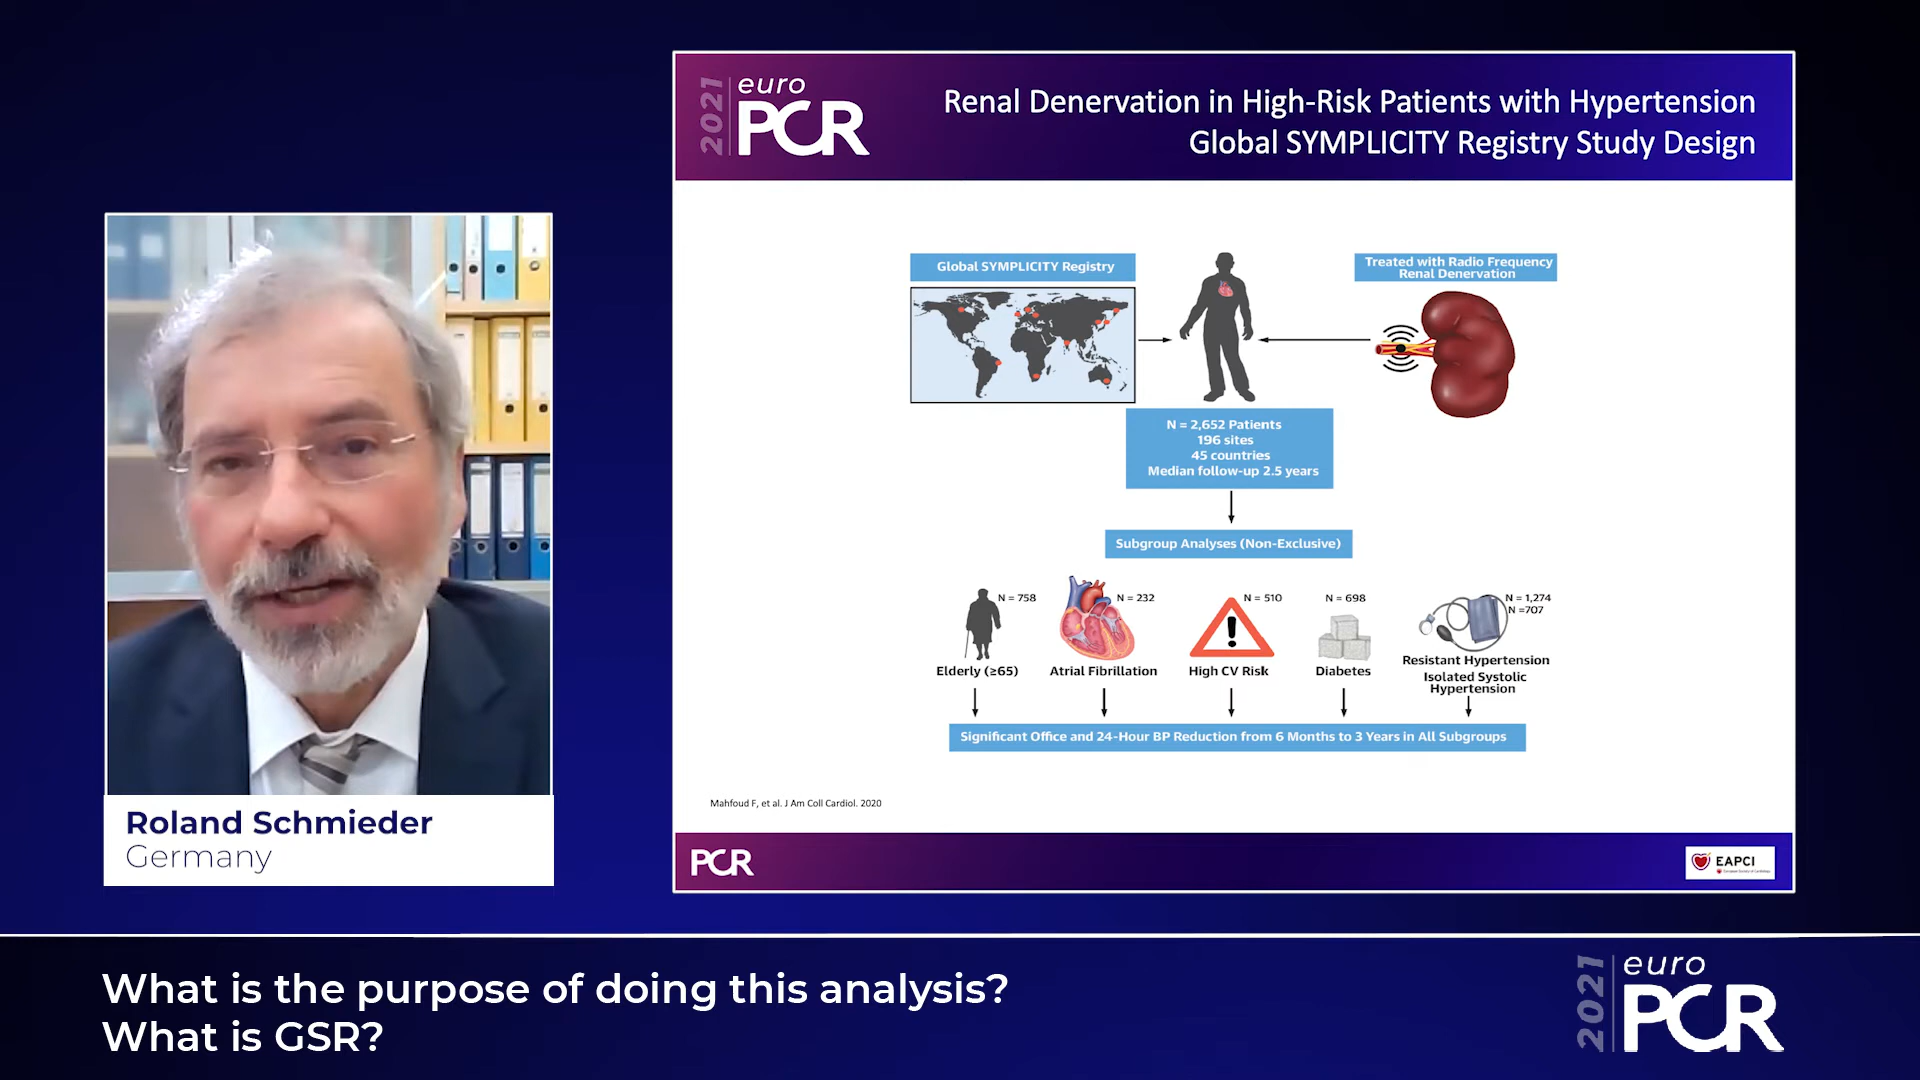 2021
euro
PCR
Renal Denervation in High-Risk Patients with Hypertension
Global SYMPLICITY Registry Study Design
Global SYMPLICITY Registry
Treated with Radio Frequency
Renal Denervation
N = 2,652 Patients
196 sites
45 countries
Median follow-up 2.5 years
Subgroup Analyses (Non-Exclusive)
N = 758
N = 232
N = 510
N = 698
N = 1,274
N =707
Elderly (≥65)
Atrial Fibrillation
High CV Risk
Diabetes
Resistant Hypertension
Isolated Systolic
Hypertension
Significant Office and 24-Hour BP Reduction from 6 Months to 3 Years in All Subgroups
Mahfoud F, et al. J Am Coll Cardiol. 2020
PCR
EAPCI
Roland Schmieder
Germany
What is the purpose of doing this analysis?
What is GSR?
2021
euro
PCR